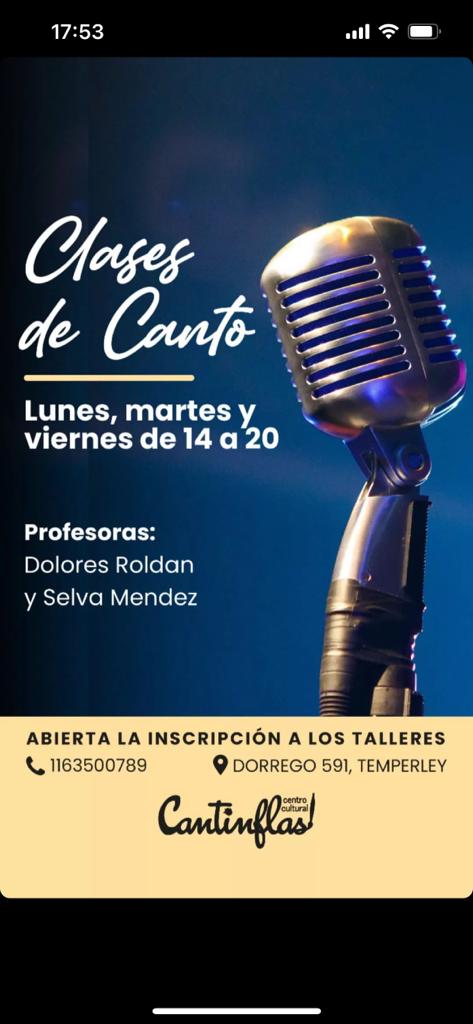 17:53
Clases
de Canto
Lunes, martes y
viernes de 14 a 20
Profesoras:
Dolores Roldan
y Selva Mendez
ABIERTA LA INSCRIPCIÓN A LOS TALLERES
1163500789 DORREGO 591, TEMPERLEY
Cantinflas!
centro
cultural